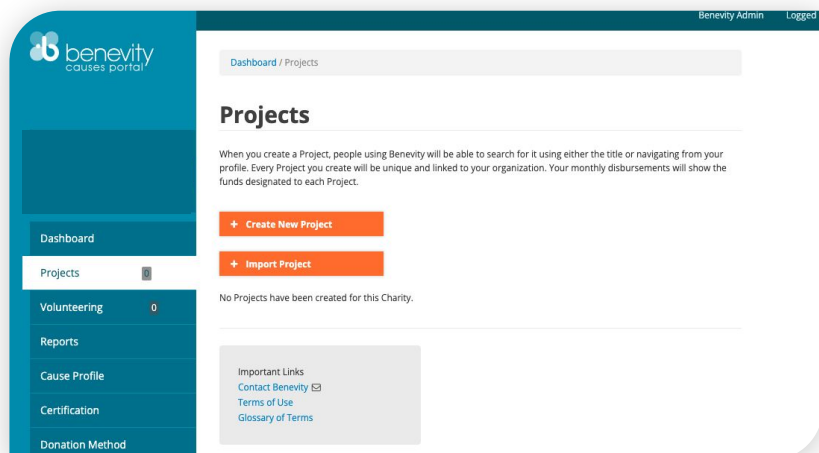 Benevity Admin Logged
benevity
causes portal
Dashboard / Projects
Projects
When you create a Project, people using Benevity will be able to search for it using either the title or navigating from your
profile. Every Project you create will be unique and linked to your organization. Your monthly disbursements will show the
funds designated to each Project.
+ Create New Project
+ Import Project
No Projects have been created for this Charity.
Dashboard
Projects 0
Volunteering 0
Reports
Cause Profile
Certification
Donation Method
Important Links
Contact Benevity
Terms of Use
Glossary of Terms